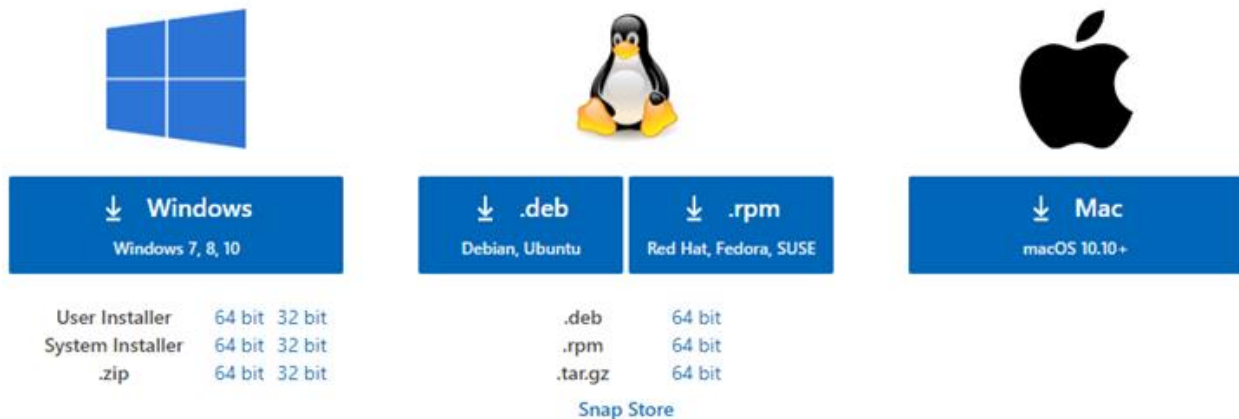 Windows
Windows 7, 8, 10
User Installer 64 bit 32 bit
System Installer 64 bit 32 bit
.zip 64 bit 32 bit
.deb
Debian, Ubuntu
.rpm
Red Hat, Fedora, SUSE
.deb 64 bit
.rpm 64 bit
.tar.gz 64 bit
Snap Store
Mac
macOS 10.10+